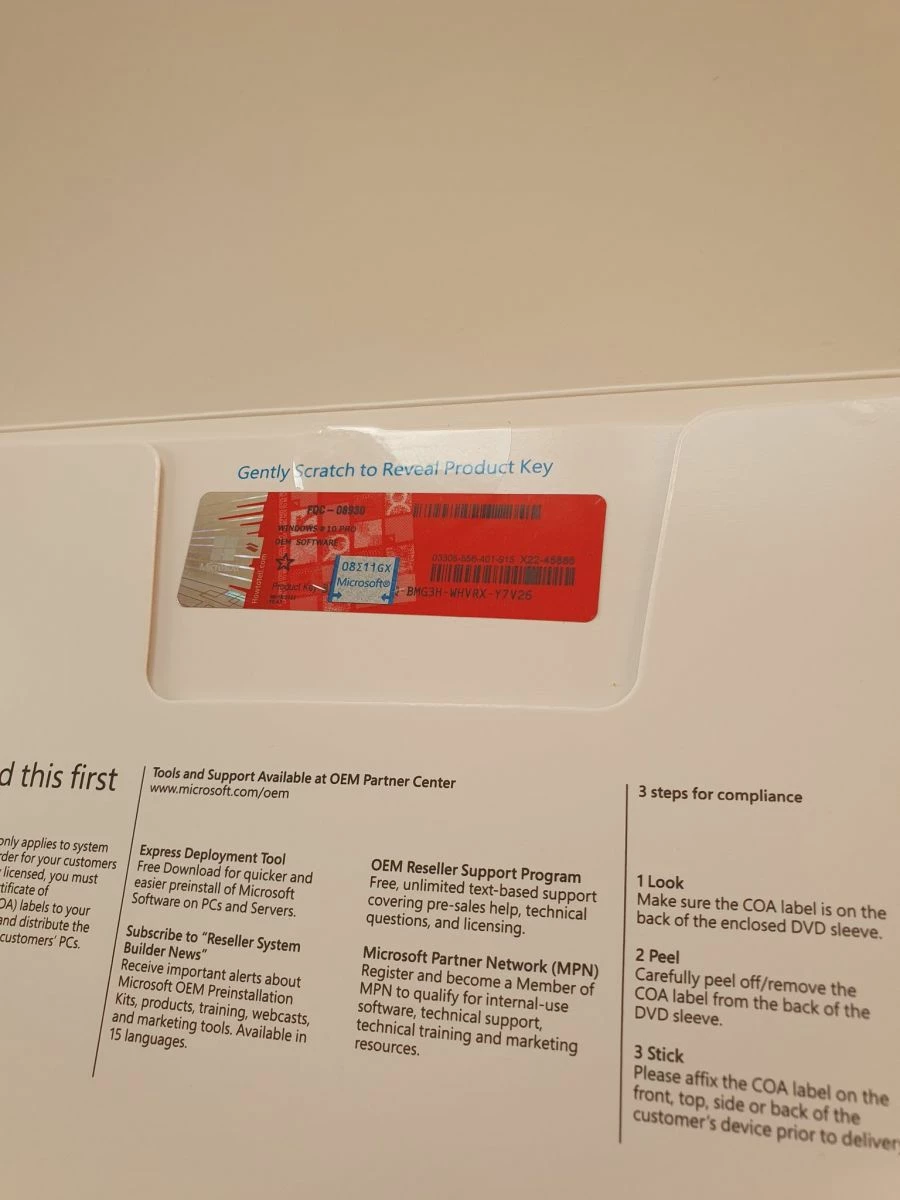 Gently Scratch to Reveal Product Key
FQC - 08930
WINDOWS® 10 PRO
OEM SOFTWARE
Microsoft
Howtotell.com
Product Key
08Σ11GX
Microsoft®
X22-45886
-BMG3H-WHVRX-Y7V26
d this first
only applies to system
rder for your customers
licensed, you must
tificate of
OA) labels to your
and distribute the
customers’ PCs.
Tools and Support Available at OEM Partner Center
www.microsoft.com/oem
Express Deployment Tool
Free Download for quicker and
easier preinstall of Microsoft
Software on PCs and Servers.
Subscribe to “Reseller System
Builder News”
Receive important alerts about
Microsoft OEM Preinstallation
Kits, products, training, webcasts,
and marketing tools. Available in
15 languages.
OEM Reseller Support Program
Free, unlimited text-based support
covering pre-sales help, technical
questions, and licensing.
Microsoft Partner Network (MPN)
Register and become a Member of
MPN to qualify for internal-use
software, technical support,
technical training and marketing
resources.
3 steps for compliance
1 Look
Make sure the COA label is on the
back of the enclosed DVD sleeve.
2 Peel
Carefully peel off/remove the
COA label from the back of the
DVD sleeve.
3 Stick
Please affix the COA label on the
front, top, side or back of the
customer’s device prior to delivery